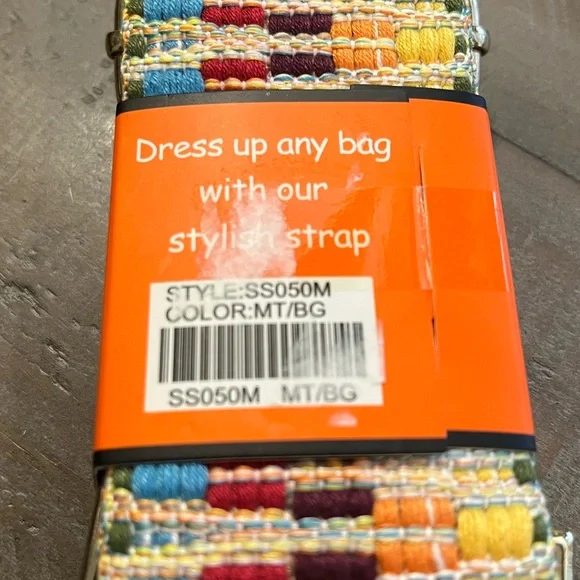 Dress up any bag
with our
stylish strap
STYLE:SS050M
COLOR:MT/BG
SS050M MT/BG